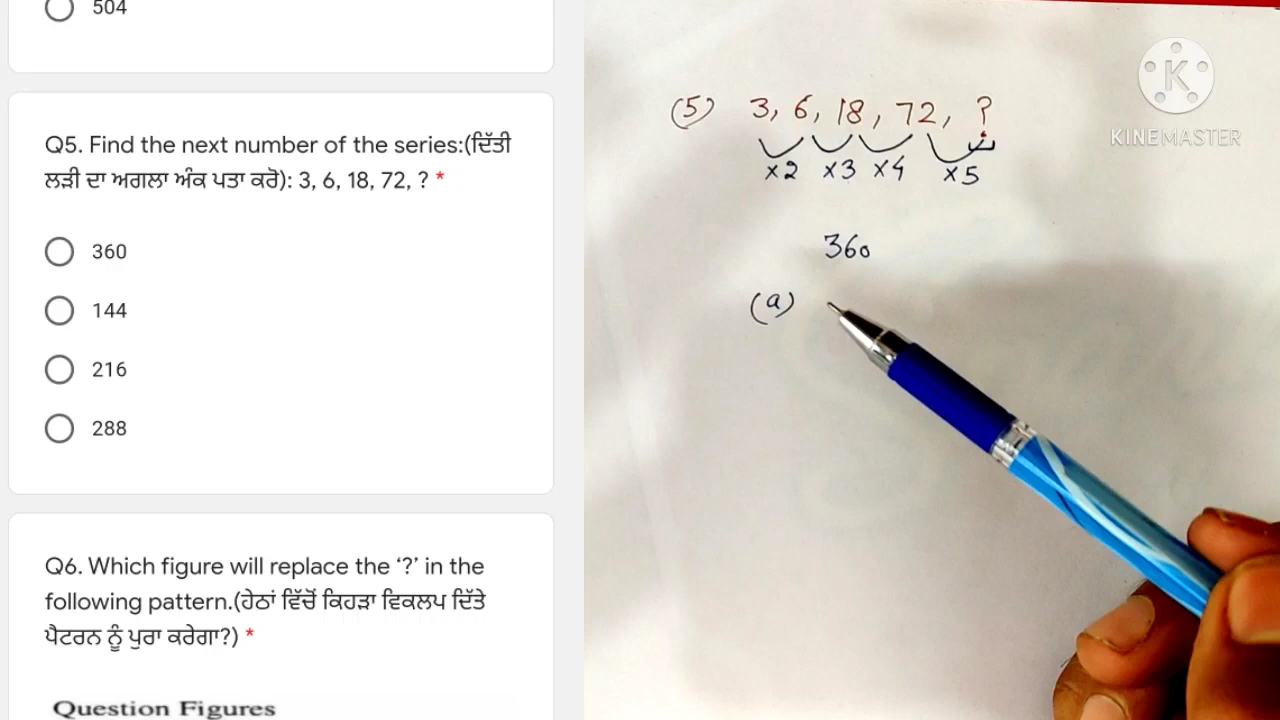 504
Q5. Find the next number of the series:(ਦਿੱਤੀ
ਲੜੀ ਦਾ ਅਗਲਾ ਅੰਕ ਪਤਾ ਕਰੋ): 3, 6, 18, 72, ? *
360
144
216
288
Q6. Which figure will replace the ‘?’ in the
following pattern.(ਹੇਠਾਂ ਵਿੱਚੋਂ ਕਿਹੜਾ ਵਿਕਲਪ ਦਿੱਤੇ
ਪੈਟਰਨ ਨੂੰ ਪੁਰਾ ਕਰੇਗਾ?) *
Question Figures
(5) 3, 6, 18, 72, ?
×2 ×3 ×4 ×5
360
(a)
K
KINEMASTER